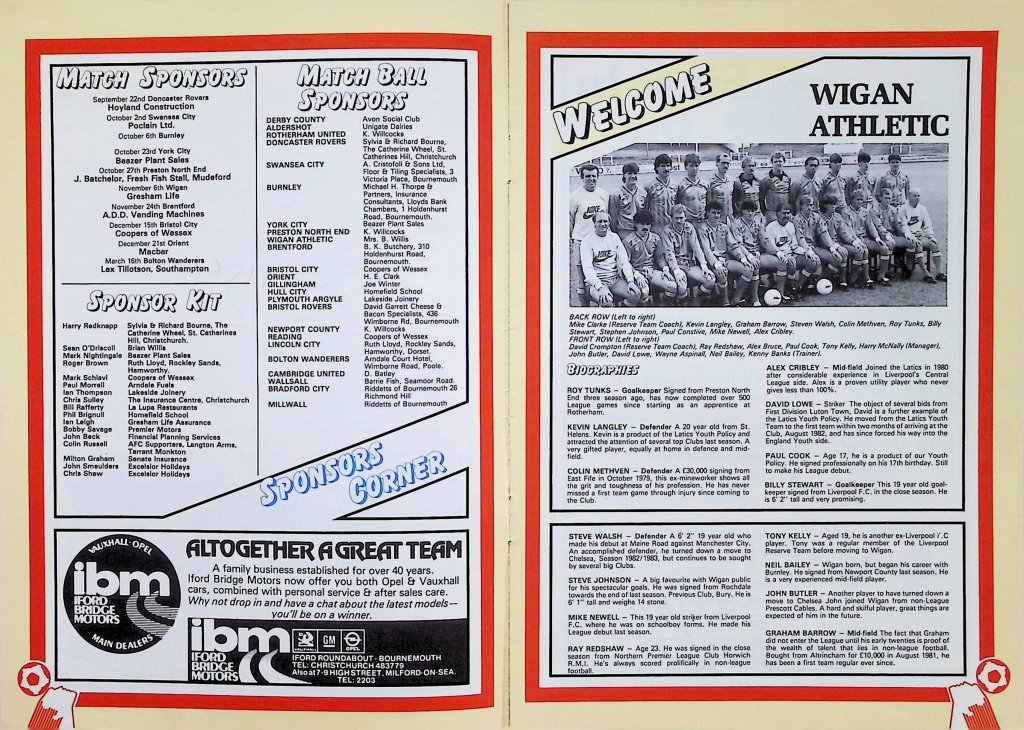 MATCH SPONSORS
September 22nd Doncaster Rovers
Hoyland Construction
October 2nd Swansea City
Poclain Ltd.
October 6th Burnley
October 23rd York City
Beazer Plant Sales
October 27th Preston North End
J. Batchelor, Fresh Fish Stall, Mudeford
November 6th Wigan
Gresham Life
November 24th Brentford
A.D.D. Vending Machines
December 15th Bristol City
Coopers of Wessex
December 21st Orient
Macbar
March 16th Bolton Wanderers
Lex Tillotson, Southampton
SPONSOR KIT
Harry Redknapp Sylvia & Richard Bourne, The
Catherine Wheel, St. Catherines
Hill, Christchurch.
Sean O'Driscoll Brian Willis
Mark Nightingale Beazer Plant Sales
Roger Brown Ruth Lloyd, Rockley Sands,
Hamworthy.
Mark Schiavi Coopers of Wessex
Paul Morrell Arndale Fuels
Ian Thompson Lakeside Joinery
Chris Sulley The Insurance Centre, Christchurch
Bill Rafferty La Lupa Restaurants
Phil Brignull Homefield School
Ian Leigh Gresham Life Assurance
Bobby Savage Premier Motors
John Beck Financial Planning Services
Colin Russell AFC Supporters, Langton Arms,
Tarrant Monkton
Milton Graham Senate Insurance
John Smeulders Excelsior Holidays
Chris Shaw Excelsior Holidays
MATCH BALL
SPONSORS
DERBY COUNTY Avon Social Club
ALDERSHOT Unigate Dairies
ROTHERHAM UNITED K. Willcocks
DONCASTER ROVERS Sylvia & Richard Bourne,
The Catherine Wheel, St.
Catherines Hill, Christchurch
SWANSEA CITY A. Cristofoli & Sons Ltd,
Floor & Tiling Specialists, 3
Victoria Place, Bournemouth
BURNLEY Michael H. Thorpe &
Partners, Insurance
Consultants, Lloyds Bank
Chambers, 1 Holdenhurst
Road. Bournemouth.
YORK CITY Beazer Plant Sales
PRESTON NORTH END K. Willcocks
WIGAN ATHLETIC Mrs. B. Willis
BRENTFORD B. K. Butchery, 310
Holdenhurst Road,
Bournemouth.
BRISTOL CITY Coopers of Wessex
ORIENT H. E. Clark
GILLINGHAM Joe Winter
HULL CITY Homefield School
PLYMOUTH ARGYLE Lakeside Joinery
BRISTOL ROVERS David Garrett Cheese &
Bacon Specialists, 436
Wimborne Rd, Bournemouth
NEWPORT COUNTY K. Willcocks
READING Coopers of Wessex
LINCOLN CITY Ruth Lloyd, Rockley Sands,
Hamworthy, Dorset.
BOLTON WANDERERS Arndale Court Hotel,
Wimborne Road, Poole.
CAMBRIDGE UNITED D. Batley
WALLSALL Barrie Fish, Seamoor Road.
BRADFORD CITY Riddetts of Bournemouth 26
Richmond Hill
MILLWALL Riddetts of Bournemouth
SPONSORS
CORNER
VAUXHALL·OPEL
ibm
IFORD
BRIDGE
MOTORS
MAIN DEALERS
ALTOGETHER A GREAT TEAM
A family business established for over 40 years.
Iford Bridge Motors now offer you both Opel & Vauxhall
cars, combined with personal service & after sales care.
Why not drop in and have a chat about the latest models—
you'll be on a winner.
ibm
IFORD
BRIDGE
MOTORS
VAUXHALL GM OPEL
IFORD ROUNDABOUT · BOURNEMOUTH
TEL: CHRISTCHURCH 483779
Also at 7-9 HIGH STREET, MILFORD-ON-SEA.
TEL: 2203
WELCOME
WIGAN
ATHLETIC
NIKE
NIKE
NIKE
BACK ROW (Left to right)
Mike Clarke (Reserve Team Coach), Kevin Langley, Graham Barrow, Steven Walsh, Colin Methven, Roy Tunks, Billy
Stewart, Stephen Johnson, Paul Constive, Mike Newell, Alex Cribley.
FRONT ROW (Left to right)
David Crompton (Reserve Team Coach), Ray Redshaw, Alex Bruce, Paul Cook, Tony Kelly, Harry McNally (Manager),
John Butler, David Lowe, Wayne Aspinall, Neil Bailey, Kenny Banks (Trainer).
BIOGRAPHIES
ROY TUNKS – Goalkeeper Signed from Preston North
End three season ago, has now completed over 500
League games since starting as an apprentice at
Rotherham.
KEVIN LANGLEY – Defender A 20 year old from St.
Helens. Kevin is a product of the Latics Youth Policy and
attracted the attention of several top Clubs last season. A
very gifted player, equally at home in defence and mid-
field.
COLIN METHVEN – Defender A £30,000 signing from
East Fife in October 1979, this ex-mineworker shows all
the grit and toughness of his profession. He has never
missed a first team game through injury since coming to
the Club.
ALEX CRIBLEY – Mid-field Joined the Latics in 1980
after considerable experience in Liverpool's Central
League side. Alex is a proven utility player who never
gives less than 100%.
DAVID LOWE – Striker The object of several bids from
First Division Luton Town, David is a further example of
the Latics Youth Policy. He moved from the Latics Youth
Team to the first team within two months of arriving at the
Club, August 1982, and has since forced his way into the
England Youth side.
PAUL COOK – Age 17, he is a product of our Youth
Policy. He signed professionally on his 17th birthday. Still
to make his League debut.
BILLY STEWART – Goalkeeper This 19 year old goal-
keeper signed from Liverpool F.C. in the close season. He
is 6' 2" tall and very promising.
STEVE WALSH – Defender A 6' 2" 19 year old who
made his debut at Maine Road against Manchester City.
An accomplished defender, he turned down a move to
Chelsea, Season 1982/1983, but continues to be sought
by several big Clubs.
STEVE JOHNSON – A big favourite with Wigan public
for his spectacular goals. He was signed from Rochdale
towards the end of last season. Previous Club, Bury. He is
6' 1" tall and weighs 14 stone.
MIKE NEWELL – This 19 year old strijer from Liverpool
F.C. where he was on schoolboy forms. He made his
League debut last season.
RAY REDSHAW – Age 23. He was signed in the close
season from Northern Premier League Club Horwich
R.M.I. He's always scored prolifically in non-league
football.
TONY KELLY – Aged 19, he is another ex-Liverpool F.C
player. Tony was a regular member of the Liverpool
Reserve Team before moving to Wigan.
NEIL BAILEY – Wigan born, but began his career with
Burnley. He signed from Newport County last season. He
is a very experienced mid-field player.
JOHN BUTLER – Another player to have turned down a
move to Chelsea John joined Wigan from non-League
Prescott Cables. A hard and skilful player, great things are
expected of him in the future.
GRAHAM BARROW – Mid-field The fact that Graham
did not enter the League until his early twenties is proof of
the wealth of talent that lies in non-league football.
Bought from Altrincham for £10,000 in August 1981, he
has been a first team regular ever since.